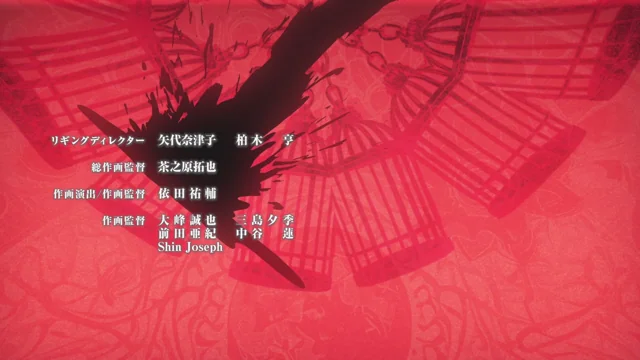 リギングディレクター 矢代奈津子 柏木 亨
総作画監督 茶之原拓也
作画演出/作画監督 依田祐輔
作画監督 大峰誠也 三島夕季
前田亜紀 中谷 蓮
Shin Joseph